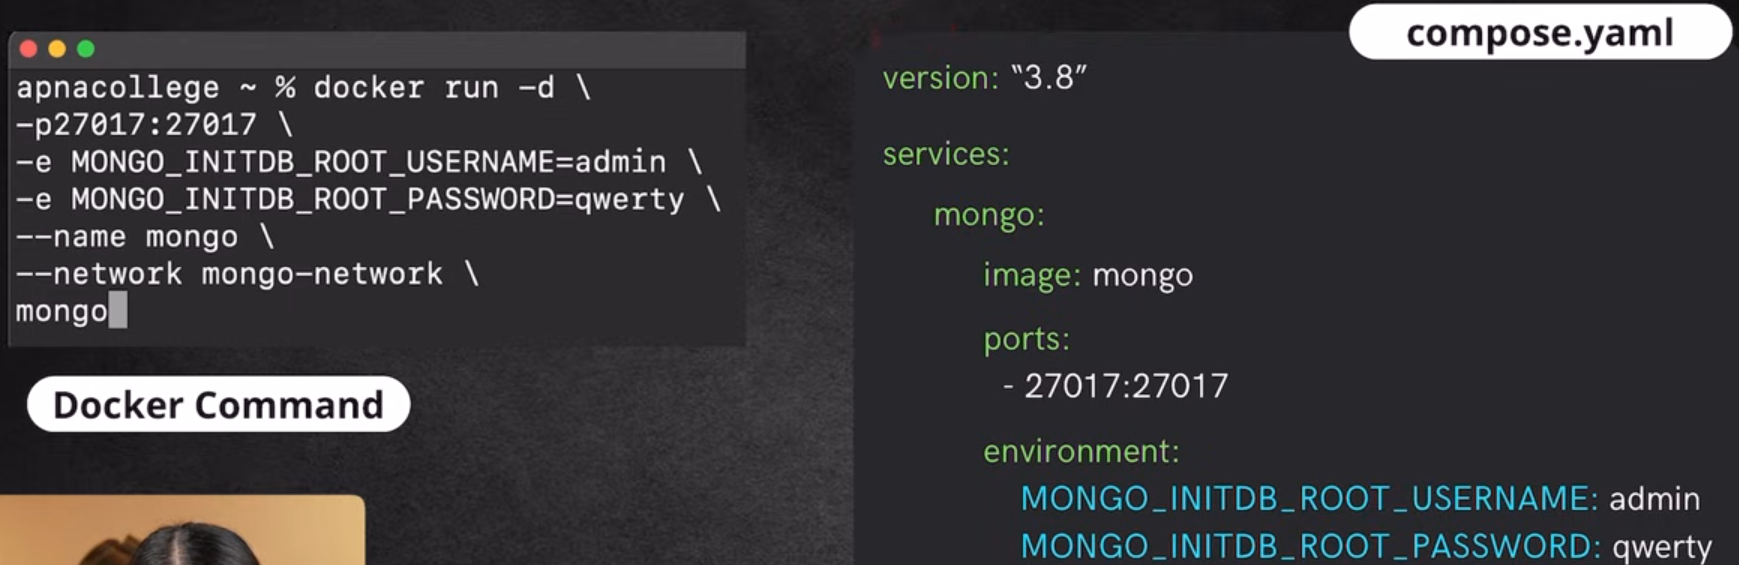 apnacollege ~ % docker run -d \
-p27017:27017 \
-e MONGO_INITDB_ROOT_USERNAME=admin \
-e MONGO_INITDB_ROOT_PASSWORD=qwerty \
--name mongo \
--network mongo-network \
mongo
Docker Command
compose.yaml
version: “3.8”
services:
mongo:
image: mongo
ports:
- 27017:27017
environment:
MONGO_INITDB_ROOT_USERNAME: admin
MONGO_INITDB_ROOT_PASSWORD: qwerty